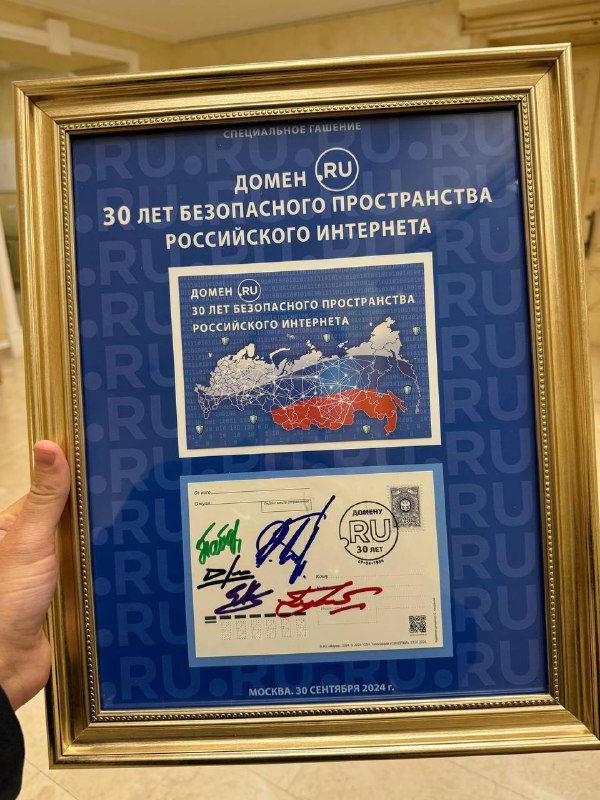 СПЕЦИАЛЬНОЕ ГАШЕНИЕ
ДОМЕН .RU
30 ЛЕТ БЕЗОПАСНОГО ПРОСТРАНСТВА
РОССИЙСКОГО ИНТЕРНЕТА
ДОМЕН .RU
30 ЛЕТ БЕЗОПАСНОГО ПРОСТРАНСТВА
РОССИЙСКОГО ИНТЕРНЕТА
От кого
Откуда
Кому
ДОМЕНУ
.RU
30 ЛЕТ
МОСКВА. 30 СЕНТЯБРЯ 2024 г.